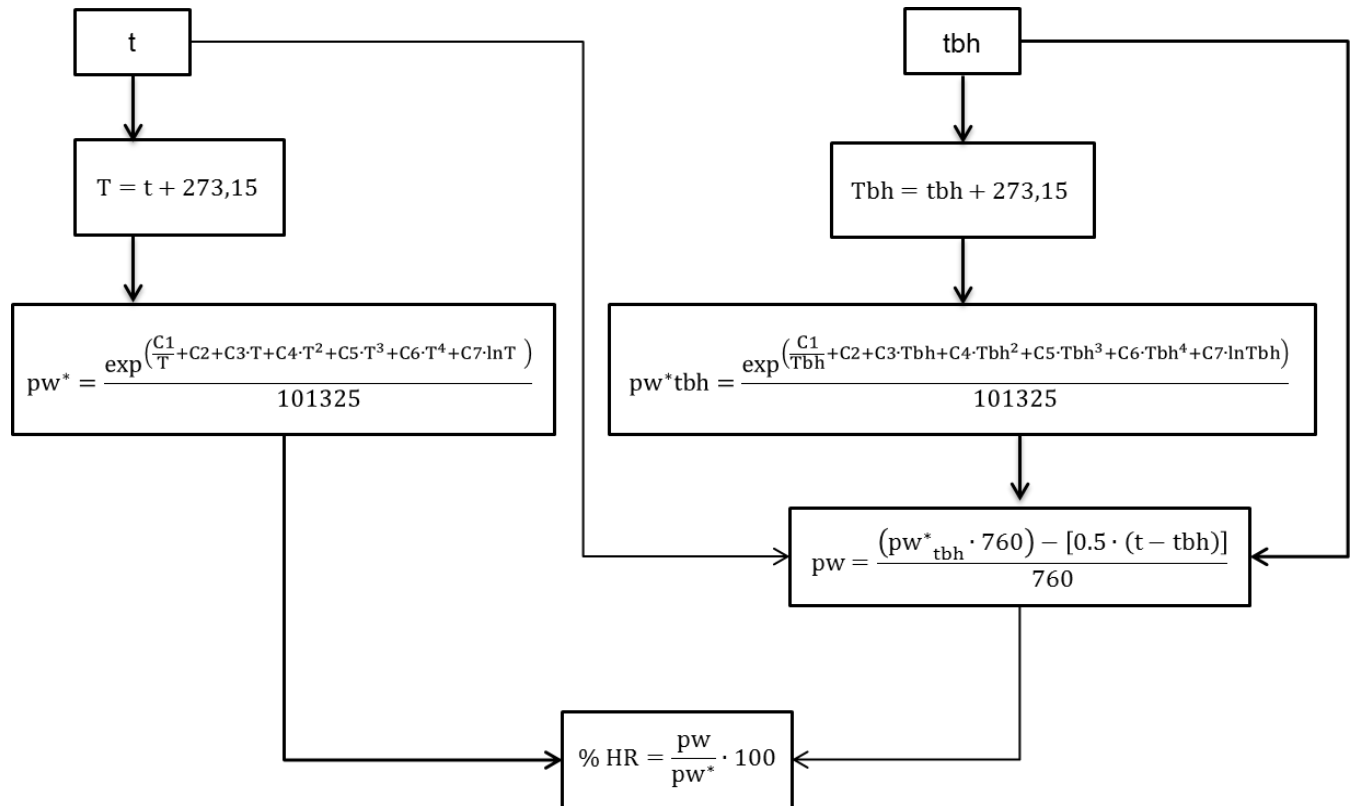 t
tbh
T = t + 273,15
Tbh = tbh + 273,15
pw* = exp^(C1/T+C2+C3·T+C4·T²+C5·T³+C6·T⁴+C7·lnT ) / 101325
pw*tbh = exp^(C1/Tbh+C2+C3·Tbh+C4·Tbh²+C5·Tbh³+C6·Tbh⁴+C7·lnTbh) / 101325
pw = (pw*tbh · 760) − [0.5 · (t − tbh)] / 760
% HR = pw/pw* · 100